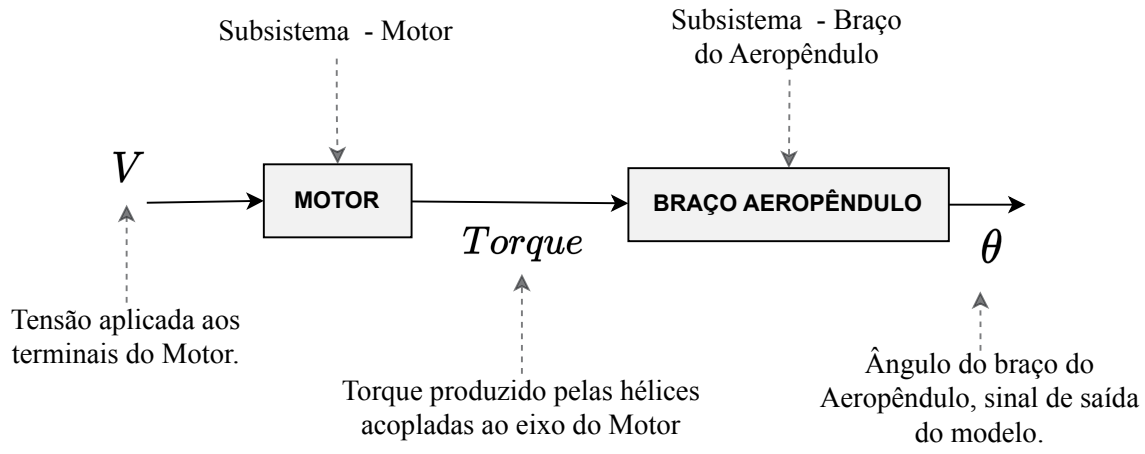 Subsistema - Motor
Subsistema - Braço
do Aeropêndulo
V
MOTOR
BRAÇO AEROPÊNDULO
Torque
θ
Tensão aplicada aos
terminais do Motor.
Torque produzido pelas hélices
acopladas ao eixo do Motor
Ângulo do braço do
Aeropêndulo, sinal de saída
do modelo.